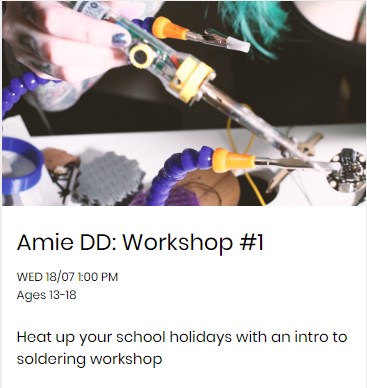 Amie DD: Workshop #1
WED 18/07 1:00 PM
Ages 13-18
Heat up your school holidays with an intro to
soldering workshop